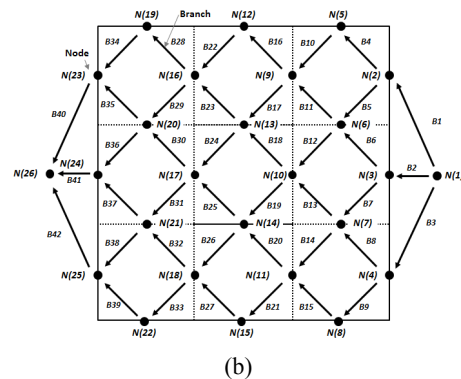 N(19) Branch N(12) N(5)
B34 B28 B22 B16 B10 B4
Node
N(23) N(16) N(9) N(2)
B35 B29 B23 B17 B11 B5
B40 B1
N(20) N(13) N(6)
B36 B30 B24 B18 B12 B6
N(24) B2
N(26) B41 N(17) N(10) N(3) N(1
B37 B31 B25 B19 B13 B7
N(21) N(14) N(7) B3
B42 B38 B32 B26 B20 B14 B8
N(25) N(18) N(11) N(4)
B39 B33 B27 B21 B15 B9
N(22) N(15) N(8)
(b)